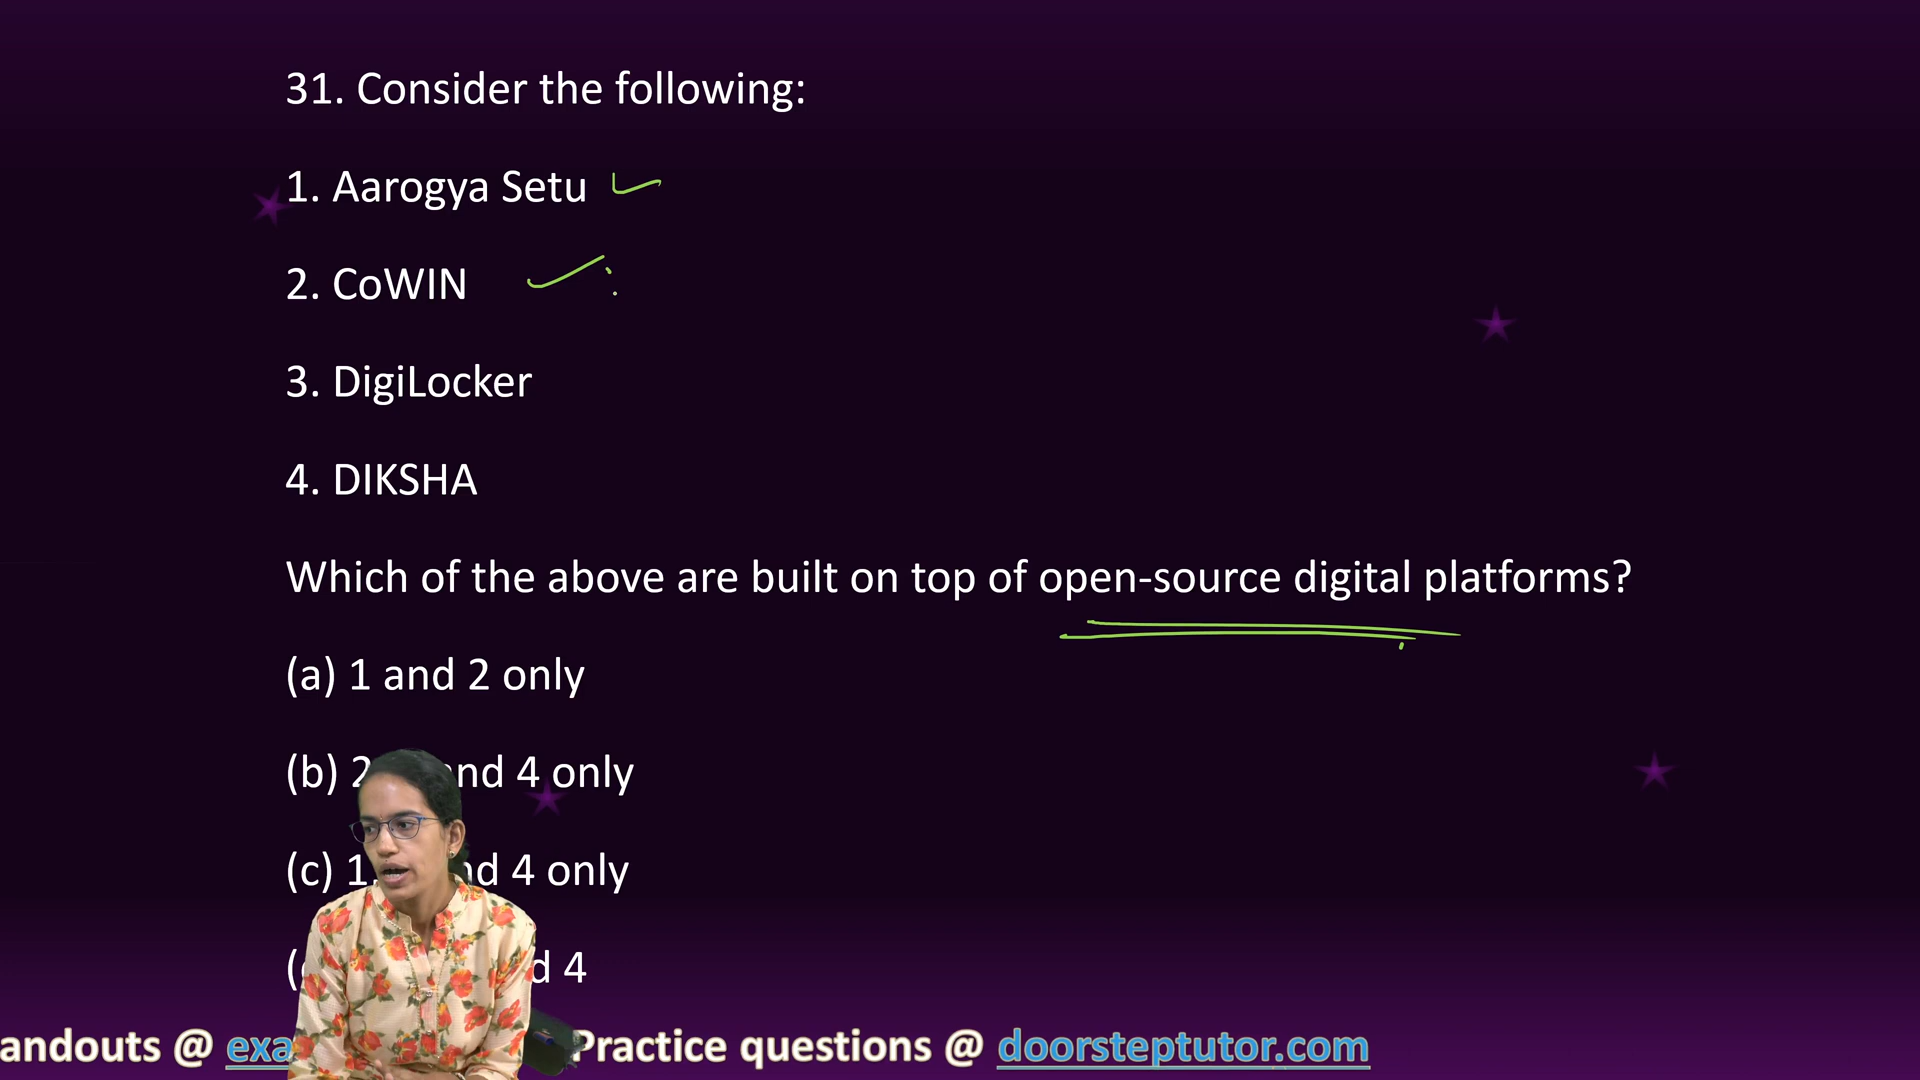 31. Consider the following:
1. Aarogya Setu
2. CoWIN
3. DigiLocker
4. DIKSHA
Which of the above are built on top of open-source digital platforms?
(a) 1 and 2 only
(b) 2 and 4 only
(c) 1 and 4 only
4
andouts @ exa Practice questions @ doorsteptutor.com